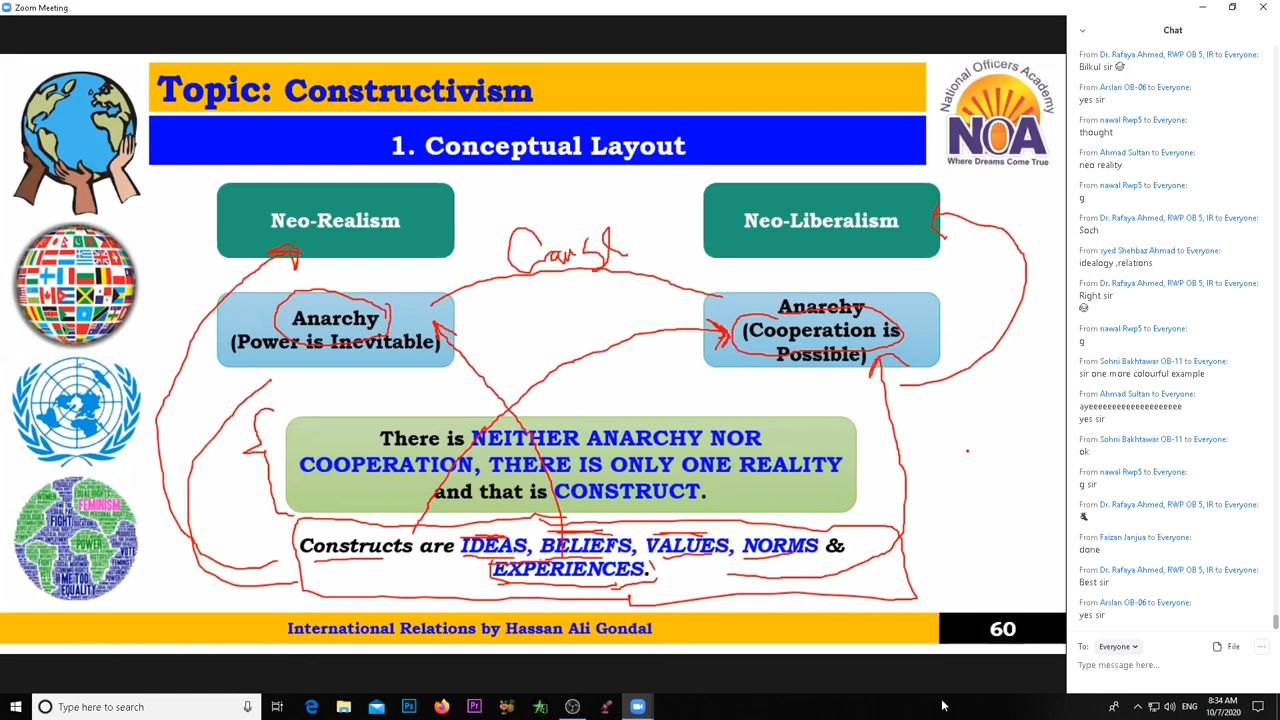 Zoom Meeting
Topic: Constructivism
1. Conceptual Layout
National Officers Academy
NOA
Where Dreams Come True
Neo-Realism
Neo-Liberalism
Anarchy
(Power is Inevitable)
Anarchy
(Cooperation is
Possible)
There is NEITHER ANARCHY NOR
COOPERATION, THERE IS ONLY ONE REALITY
and that is CONSTRUCT.
Constructs are IDEAS, BELIEFS, VALUES, NORMS &
EXPERIENCES.
FEMINISM
WOMEN
EQUAL RIGHTS
FIGHT
POWER
ME TOO
EQUALITY
VOTE
International Relations by Hassan Ali Gondal
60
Chat
From Dr. Rafaya Ahmed, RWP OB 5, IR to Everyone:
Bilkul sir 😂
From Arslan OB-06 to Everyone:
yes sir
From nawal Rwp5 to Everyone:
thought
From Ahmad Sultan to Everyone:
neo reality
From nawal Rwp5 to Everyone:
g
From Dr. Rafaya Ahmed, RWP OB 5, IR to Everyone:
Soch
From syed Shehbaz Ahmad to Everyone:
idealogy ,relations
From Dr. Rafaya Ahmed, RWP OB 5, IR to Everyone:
Right sir
😂
From nawal Rwp5 to Everyone:
g
From Sohni Bakhtawar OB-11 to Everyone:
sir one more colourful example
From Ahmad Sultan to Everyone:
ayeeeeeeeeeeeeeeeeeeee
yes sir
From Sohni Bakhtawar OB-11 to Everyone:
ok
From nawal Rwp5 to Everyone:
g sir
From Dr. Rafaya Ahmed, RWP OB 5, IR to Everyone:
From Faizan Janjua to Everyone:
done
From Dr. Rafaya Ahmed, RWP OB 5, IR to Everyone:
Best sir
From Arslan OB-06 to Everyone:
yes sir
To: Everyone
File
Type message here...
Type here to search
ENG
8:34 AM
10/7/2020